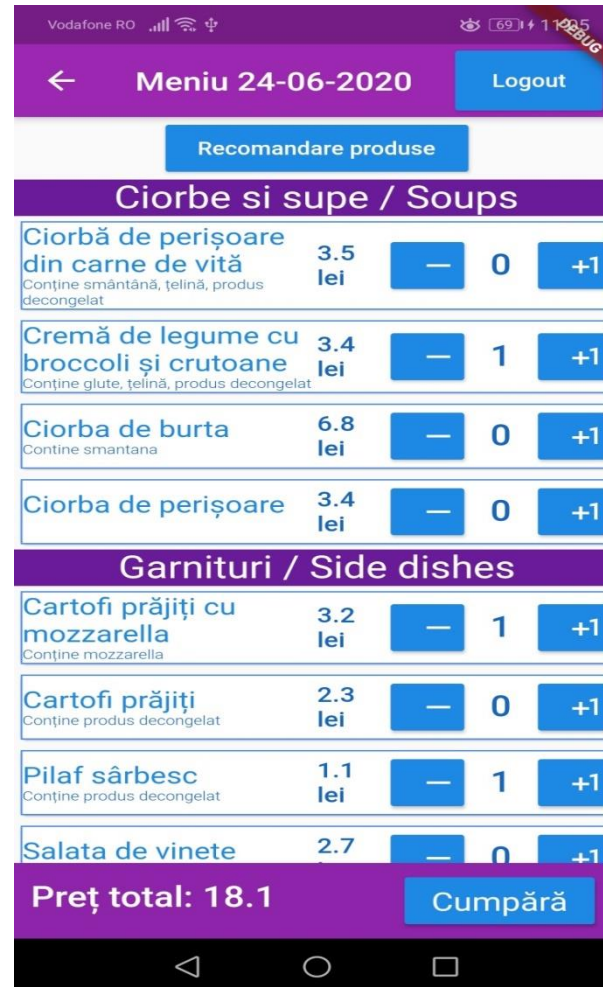 Vodafone RO 69
DEBUG
Meniu 24-06-2020 Logout
Recomandare produse
Ciorbe si supe / Soups
Ciorbă de perișoare
din carne de vită
Conține smântână, țelină, produs
decongelat
3.5
lei
— 0 +1
Cremă de legume cu
broccoli și crutoane
Conține glute, țelină, produs decongelat
3.4
lei
— 1 +1
Ciorba de burta
Contine smantana
6.8
lei
— 0 +1
Ciorba de perișoare
3.4
lei
— 0 +1
Garnituri / Side dishes
Cartofi prăjiți cu
mozzarella
Conține mozzarella
3.2
lei
— 1 +1
Cartofi prăjiți
Conține produs decongelat
2.3
lei
— 0 +1
Pilaf sârbesc
Conține produs decongelat
1.1
lei
— 1 +1
Salata de vinete
2.7
— 0 +1
Preț total: 18.1 Cumpără